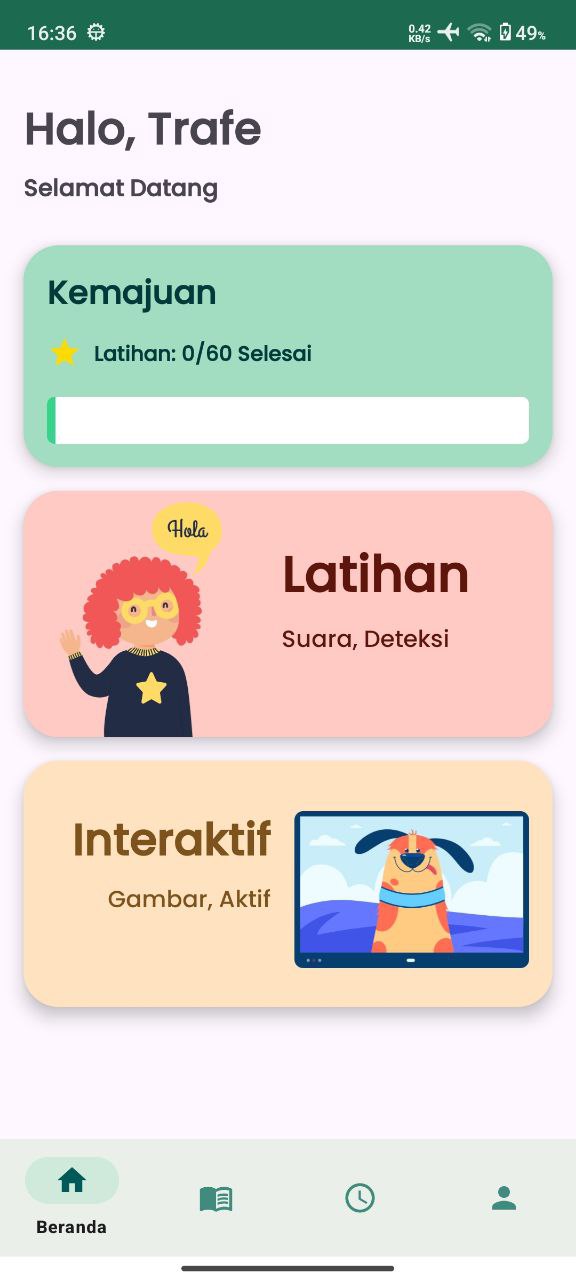 16:36
0.42
KB/s
49%
Halo, Trafe
Selamat Datang
Kemajuan
Latihan: 0/60 Selesai
Hola
Latihan
Suara, Deteksi
Interaktif
Gambar, Aktif
Beranda